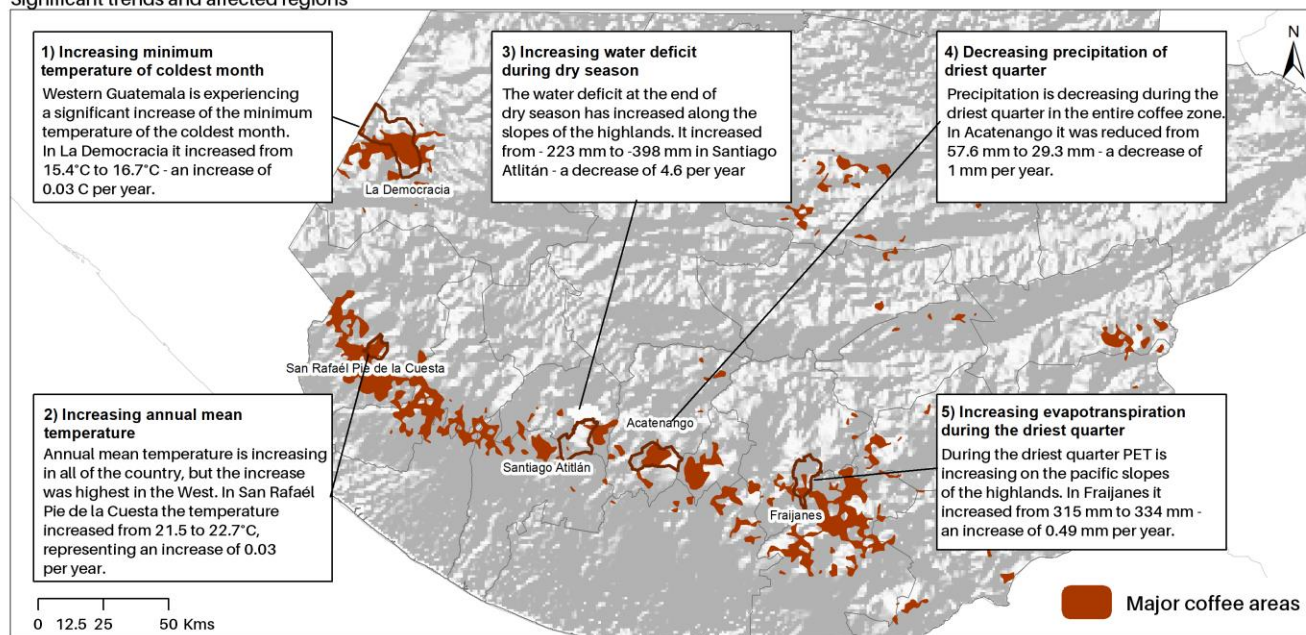 Significant trends and affected regions
1) Increasing minimum
temperature of coldest month
Western Guatemala is experiencing
a significant increase of the minimum
temperature of the coldest month.
In La Democracia it increased from
15.4°C to 16.7°C - an increase of
0.03 C per year.
3) Increasing water deficit
during dry season
The water deficit at the end of
dry season has increased along the
slopes of the highlands. It increased
from - 223 mm to -398 mm in Santiago
Atlitán - a decrease of 4.6 per year
4) Decreasing precipitation of
driest quarter
Precipitation is decreasing during the
driest quarter in the entire coffee zone.
In Acatenango it was reduced from
57.6 mm to 29.3 mm - a decrease of
1 mm per year.
N
La Democracia
San Rafaél Pie de la Cuesta
2) Increasing annual mean
temperature
Annual mean temperature is increasing
in all of the country, but the increase
was highest in the West. In San Rafaél
Pie de la Cuesta the temperature
increased from 21.5 to 22.7°C,
representing an increase of 0.03
per year.
Acatenango
Santiago Atitlán
Fraijanes
5) Increasing evapotranspiration
during the driest quarter
During the driest quarter PET is
increasing on the pacific slopes
of the highlands. In Fraijanes it
increased from 315 mm to 334 mm -
an increase of 0.49 mm per year.
0 12.5 25 50 Kms
Major coffee areas